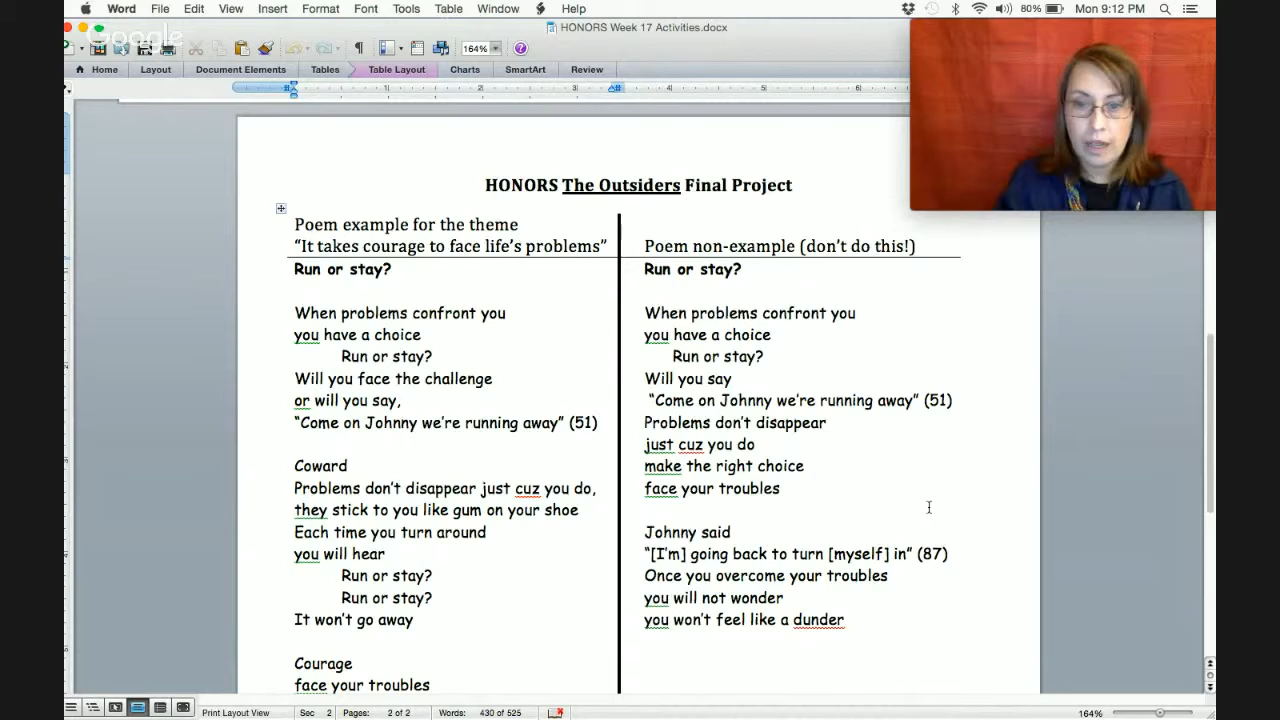 Word File Edit View Insert Format Font Tools Table Window Help 80% Mon 9:12 PM
Google
HONORS Week 17 Activities.docx
164%
Home Layout Document Elements Tables Table Layout Charts SmartArt Review
HONORS The Outsiders Final Project
Poem example for the theme
“It takes courage to face life’s problems”
Run or stay?
When problems confront you
you have a choice
Run or stay?
Will you face the challenge
or will you say,
“Come on Johnny we’re running away” (51)
Coward
Problems don’t disappear just cuz you do,
they stick to you like gum on your shoe
Each time you turn around
you will hear
Run or stay?
Run or stay?
It won’t go away
Courage
face your troubles
Poem non-example (don’t do this!)
Run or stay?
When problems confront you
you have a choice
Run or stay?
Will you say
“Come on Johnny we’re running away” (51)
Problems don’t disappear
just cuz you do
make the right choice
face your troubles
Johnny said
“[I’m] going back to turn [myself] in” (87)
Once you overcome your troubles
you will not wonder
you won’t feel like a dunder
Print Layout View Sec 2 Pages: 2 of 2 Words: 430 of 525 164%